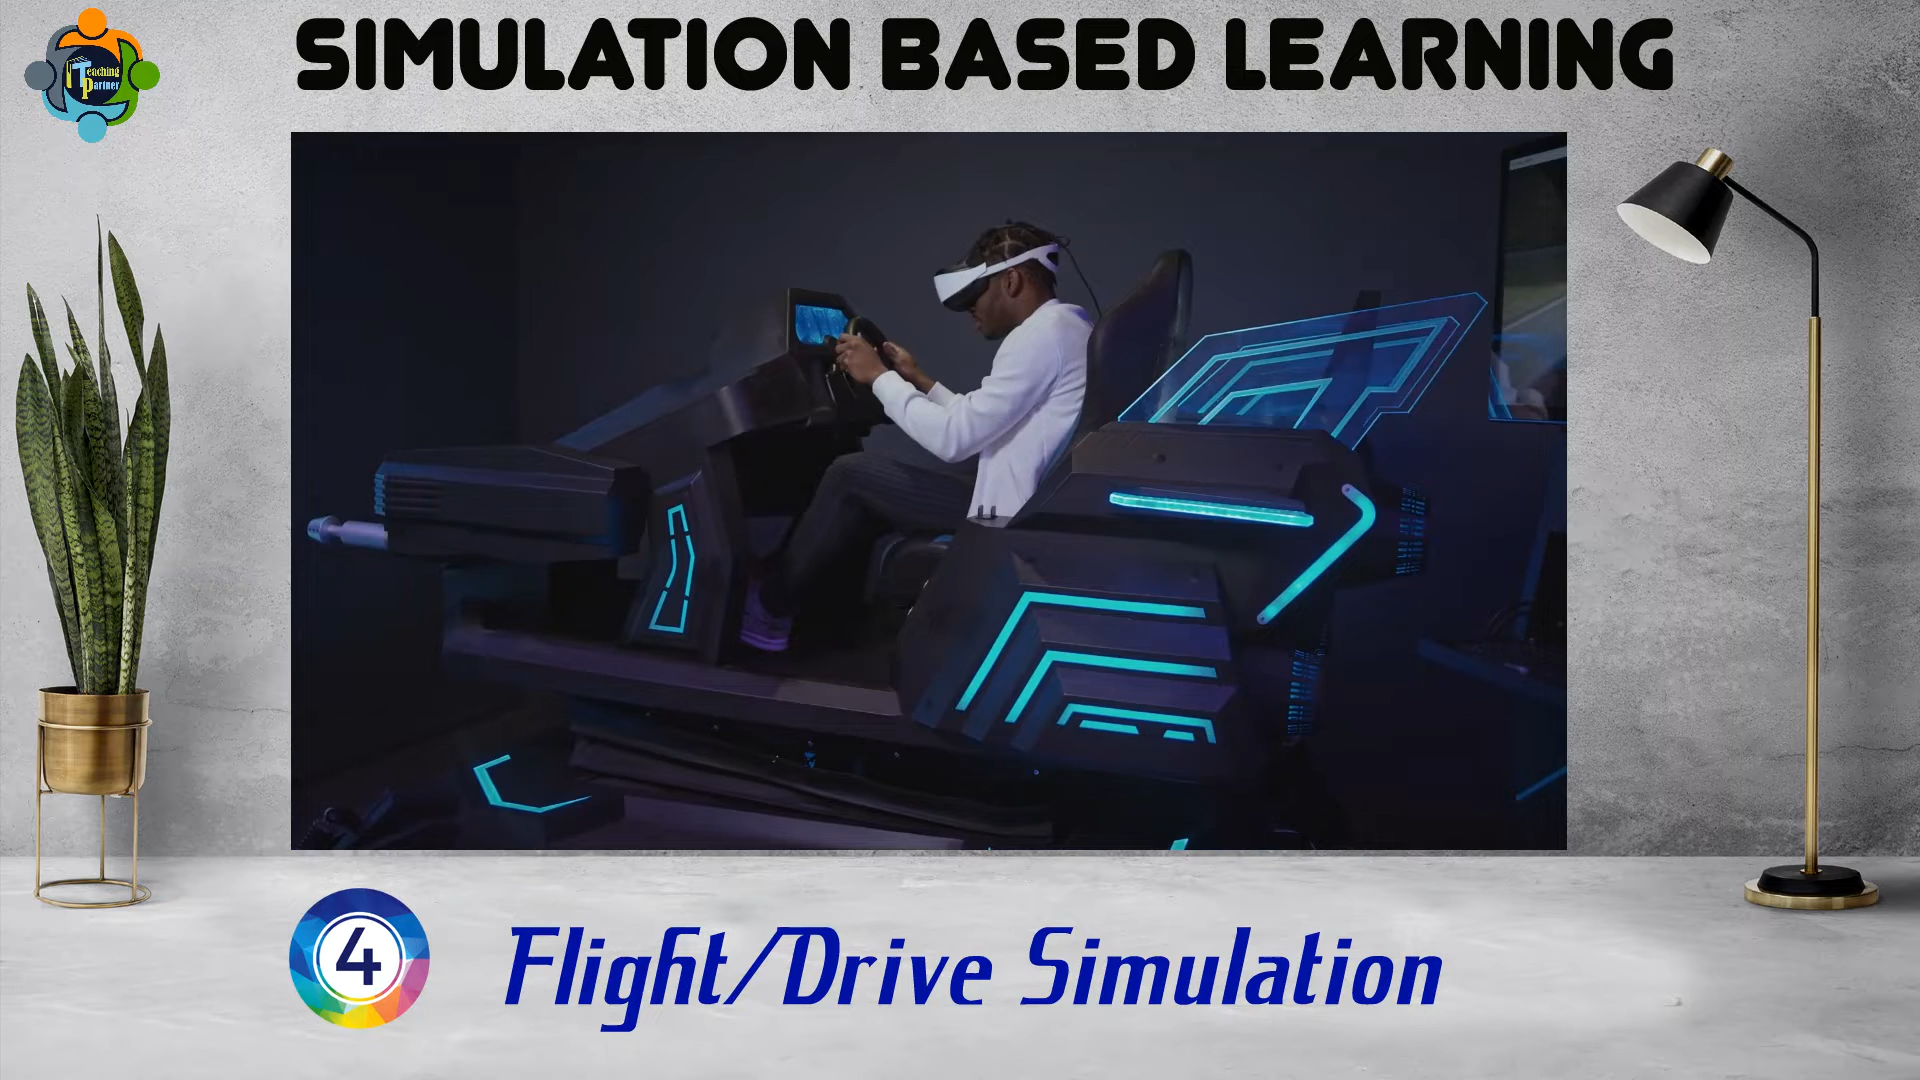 SIMULATION BASED LEARNING
Teaching
Partner
4
Flight/Drive Simulation